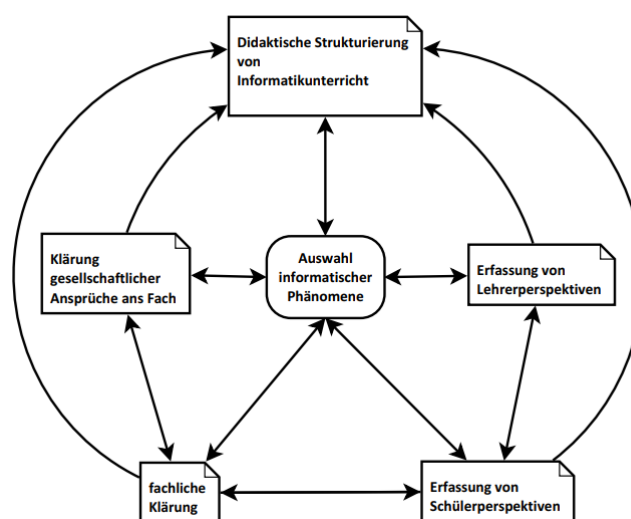 Didaktische Strukturierung
von
Informatikunterricht
Klärung
gesellschaftlicher
Ansprüche ans Fach
Auswahl
informatischer
Phänomene
Erfassung von
Lehrerperspektiven
fachliche
Klärung
Erfassung von
Schülerperspektiven